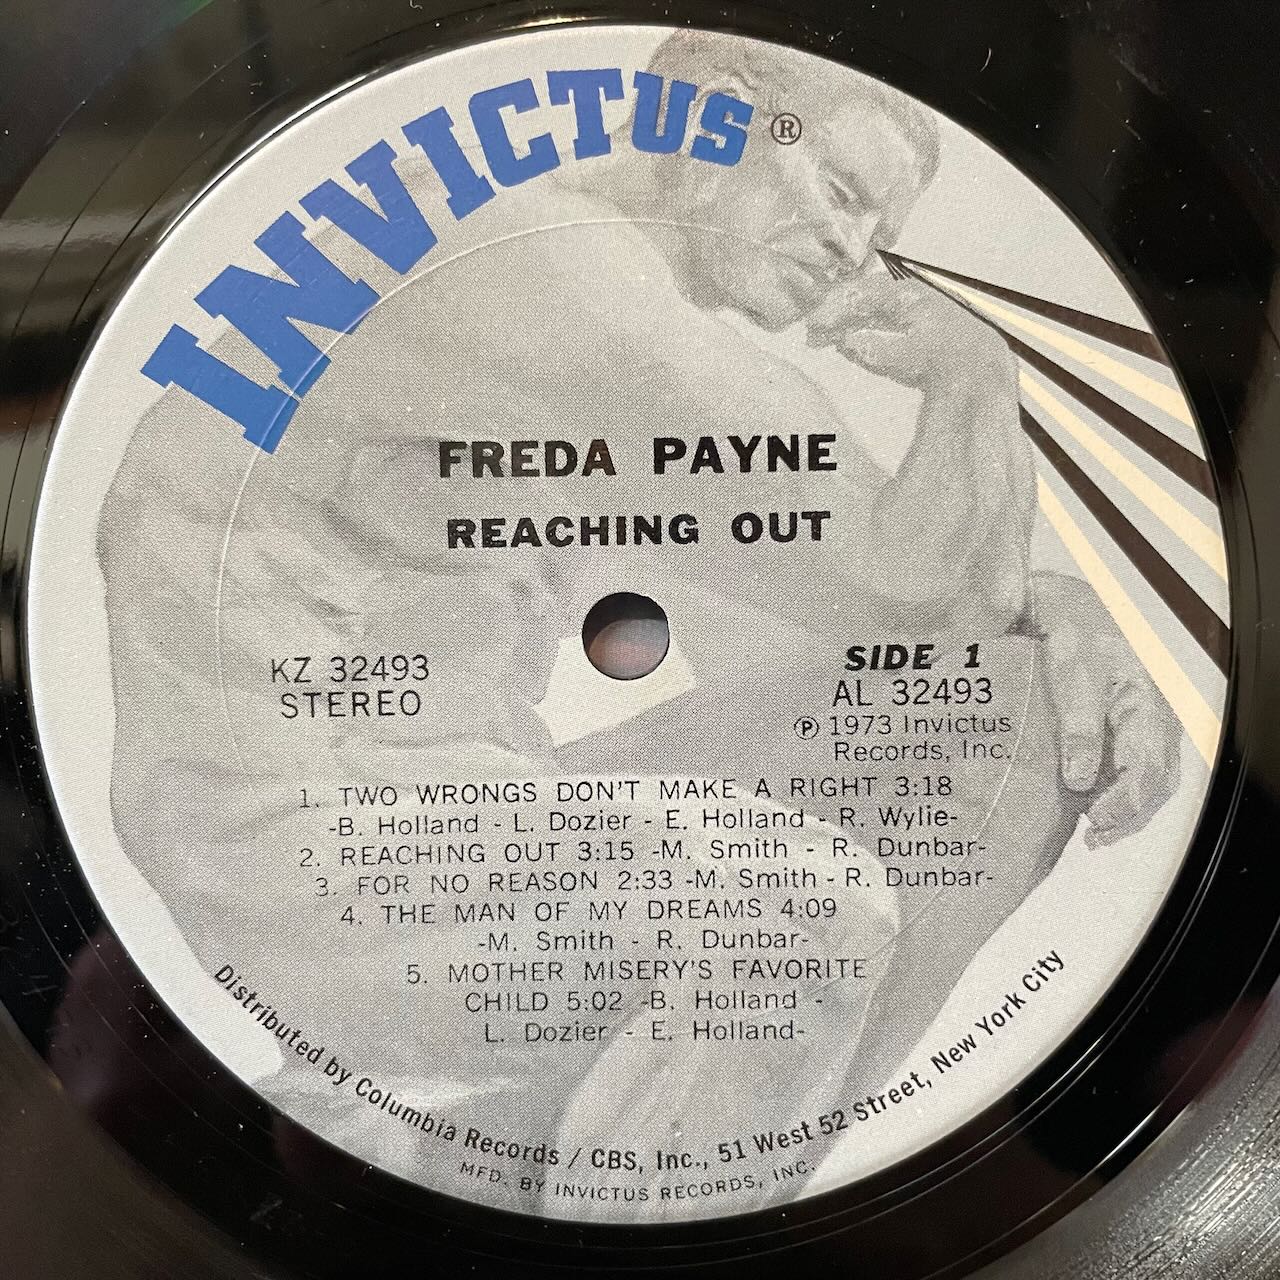 INVICTUS ®
FREDA PAYNE
REACHING OUT
KZ 32493
STEREO
SIDE 1
AL 32493
℗ 1973 Invictus
Records, Inc.
1. TWO WRONGS DON'T MAKE A RIGHT 3:18
-B. Holland - L. Dozier - E. Holland - R. Wylie-
2. REACHING OUT 3:15 -M. Smith - R. Dunbar-
3. FOR NO REASON 2:33 -M. Smith - R. Dunbar-
4. THE MAN OF MY DREAMS 4:09
-M. Smith - R. Dunbar-
5. MOTHER MISERY'S FAVORITE
CHILD 5:02 -B. Holland -
L. Dozier - E. Holland-
Distributed by Columbia Records / CBS, Inc., 51 West 52 Street, New York City
MFD. BY INVICTUS RECORDS, INC.